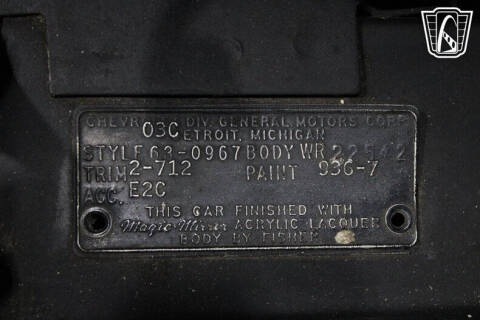 CHEVR DIV. GENERAL MOTORS CORP.
03C ETROIT, MICHIGAN
STYLE 63-0967 BODY WR 22542
TRIM 2-712 PAINT 936-7
ACC. E2C
THIS CAR FINISHED WITH
Magic-Mirror ACRYLIC LACQUER
BODY BY FISHER